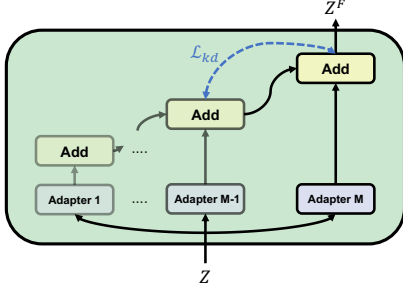 Z^F
ℒ_kd
Add
Add
Add
....
Adapter 1
....
Adapter M-1
Adapter M
Z